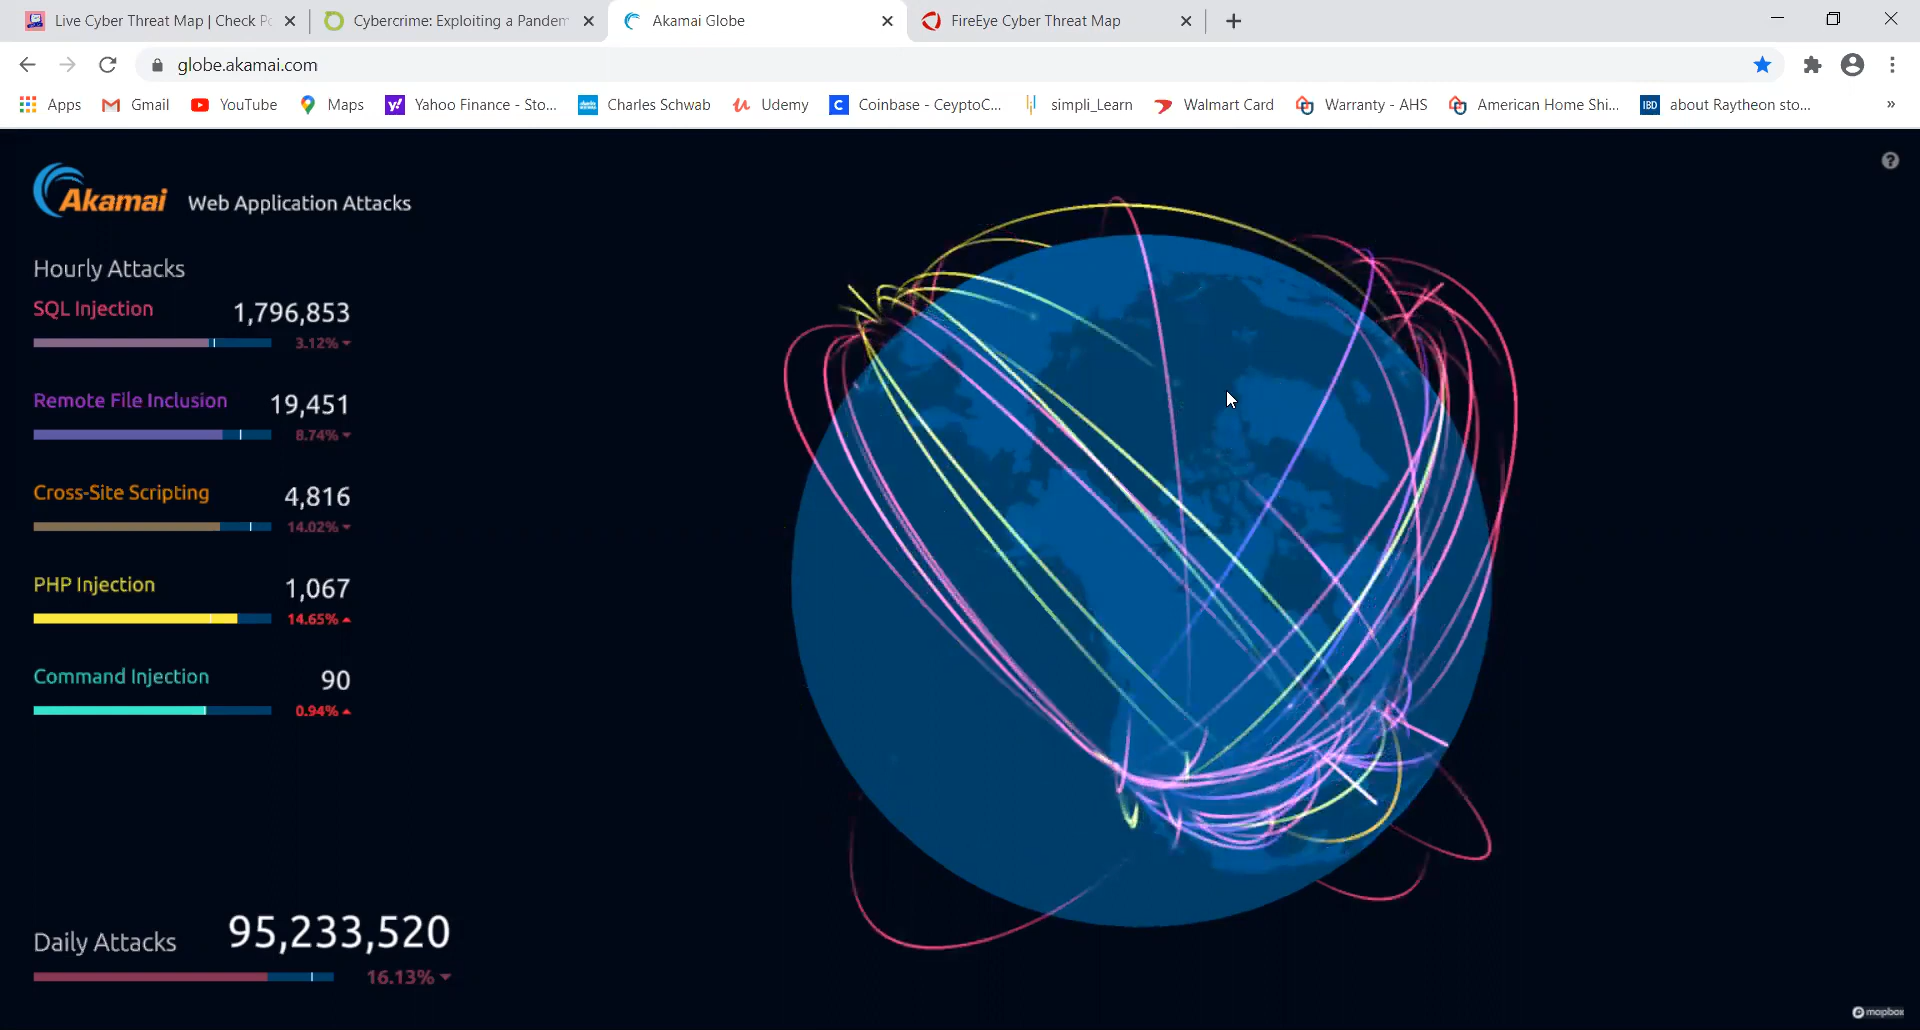 Live Cyber Threat Map | Check Po
Cybercrime: Exploiting a Pandem
Akamai Globe
FireEye Cyber Threat Map
globe.akamai.com
Apps
Gmail
YouTube
Maps
Yahoo Finance - Sto...
Charles Schwab
Udemy
Coinbase - CeyptoC...
simpli_Learn
Walmart Card
Warranty - AHS
American Home Shi...
IBD
about Raytheon sto...
Akamai
Web Application Attacks
Hourly Attacks
SQL Injection
1,796,853
3.12%
Remote File Inclusion
19,451
8.74%
Cross-Site Scripting
4,816
14.02%
PHP Injection
1,067
14.65%
Command Injection
90
0.94%
Daily Attacks
95,233,520
16.13%
mapbox